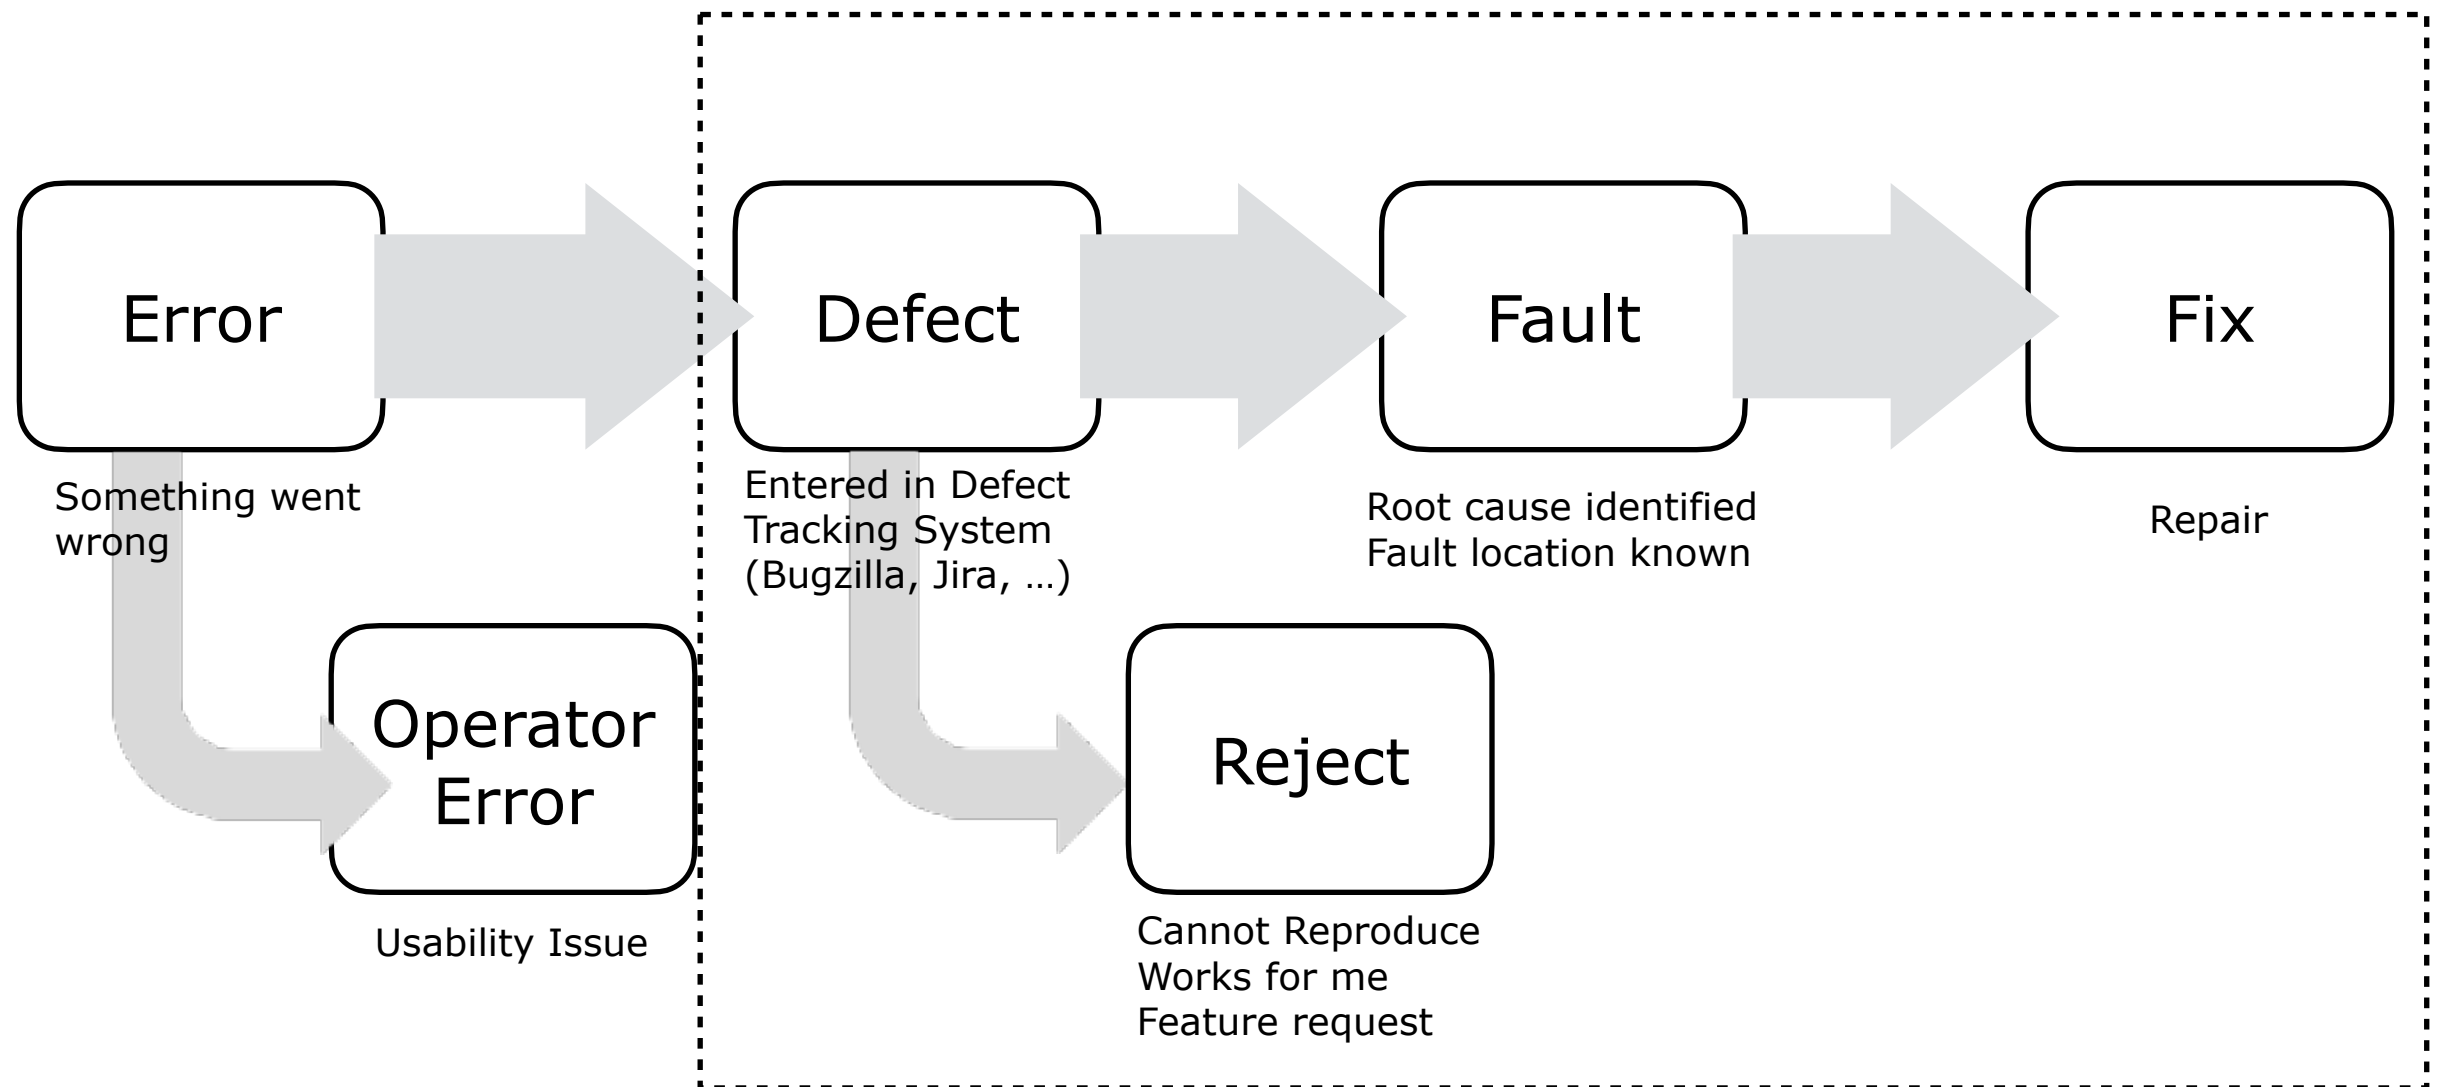 Error
Defect
Fault
Fix
Something went
wrong
Entered in Defect
Tracking System
(Bugzilla, Jira, …)
Root cause identified
Fault location known
Repair
Operator
Error
Reject
Usability Issue
Cannot Reproduce
Works for me
Feature request